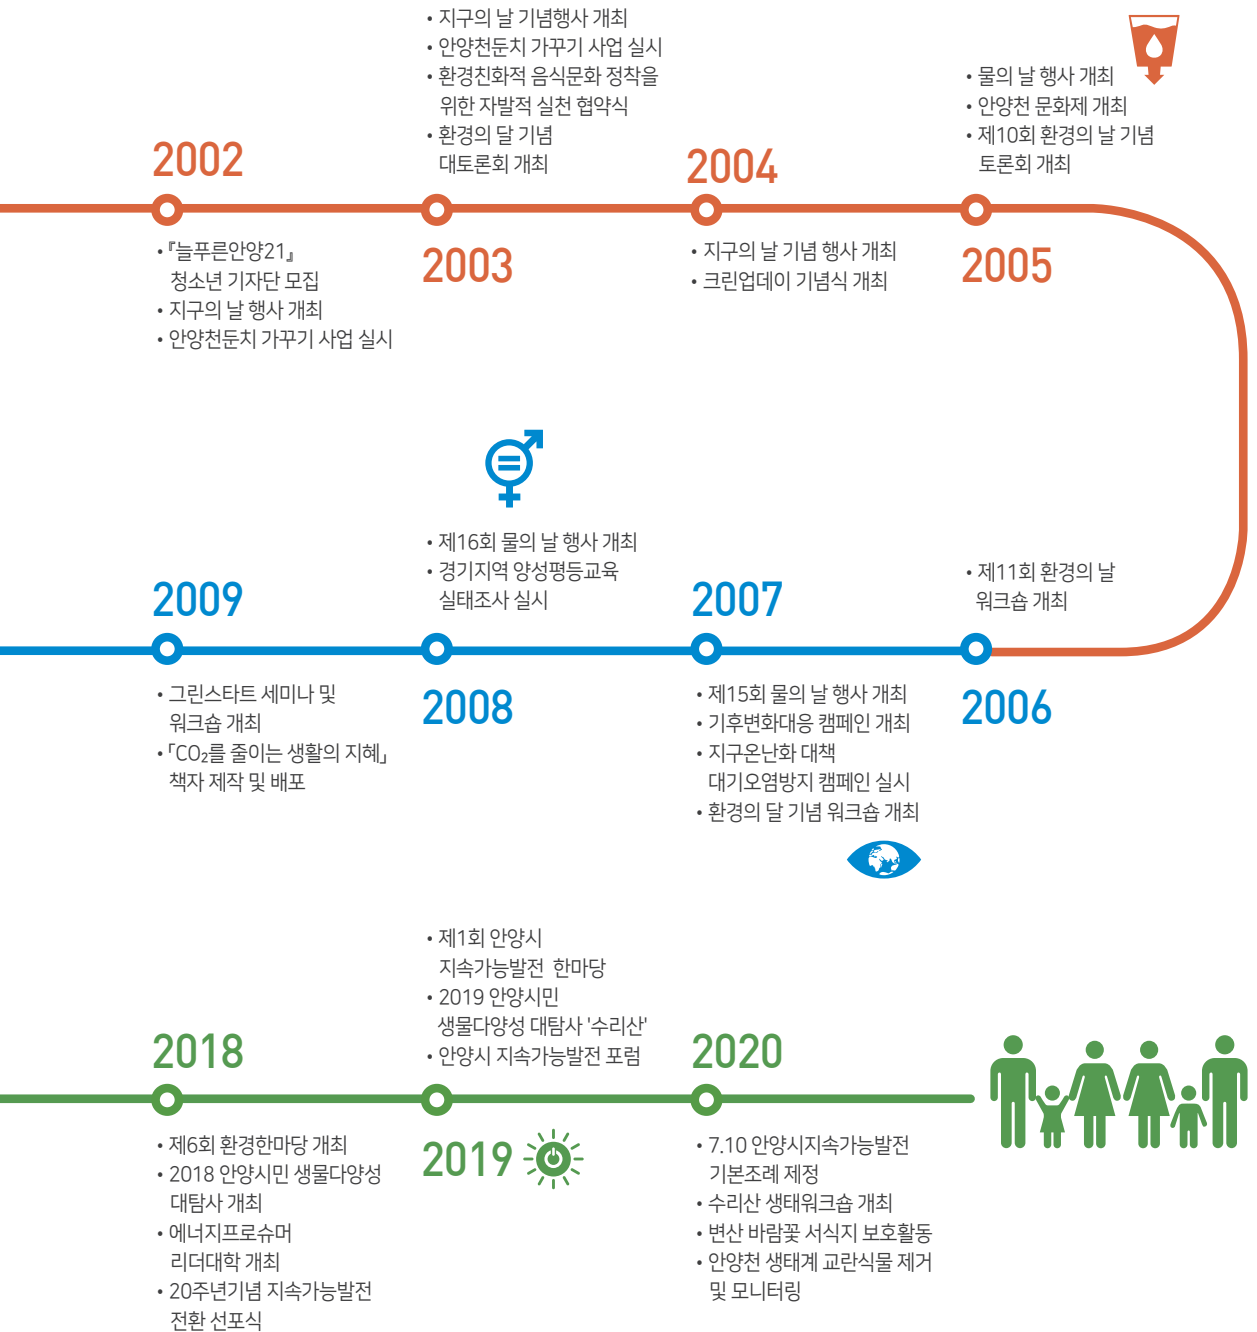 2002
• 『늘푸른안양21』
청소년 기자단 모집
• 지구의 날 행사 개최
• 안양천둔치 가꾸기 사업 실시
• 지구의 날 기념행사 개최
• 안양천둔치 가꾸기 사업 실시
• 환경친화적 음식문화 정착을
위한 자발적 실천 협약식
• 환경의 달 기념
대토론회 개최
2003
2004
• 지구의 날 기념 행사 개최
• 크린업데이 기념식 개최
• 물의 날 행사 개최
• 안양천 문화제 개최
• 제10회 환경의 날 기념
토론회 개최
2005
• 제11회 환경의 날
워크숍 개최
2006
2007
• 제15회 물의 날 행사 개최
• 기후변화대응 캠페인 개최
• 지구온난화 대책
대기오염방지 캠페인 실시
• 환경의 달 기념 워크숍 개최
• 제16회 물의 날 행사 개최
• 경기지역 양성평등교육
실태조사 실시
2008
2009
• 그린스타트 세미나 및
워크숍 개최
• 「CO₂를 줄이는 생활의 지혜」
책자 제작 및 배포
2018
• 제6회 환경한마당 개최
• 2018 안양시민 생물다양성
대탐사 개최
• 에너지프로슈머
리더대학 개최
• 20주년기념 지속가능발전
전환 선포식
• 제1회 안양시
지속가능발전 한마당
• 2019 안양시민
생물다양성 대탐사 '수리산'
• 안양시 지속가능발전 포럼
2019
2020
• 7.10 안양시지속가능발전
기본조례 제정
• 수리산 생태워크숍 개최
• 변산 바람꽃 서식지 보호활동
• 안양천 생태계 교란식물 제거
및 모니터링